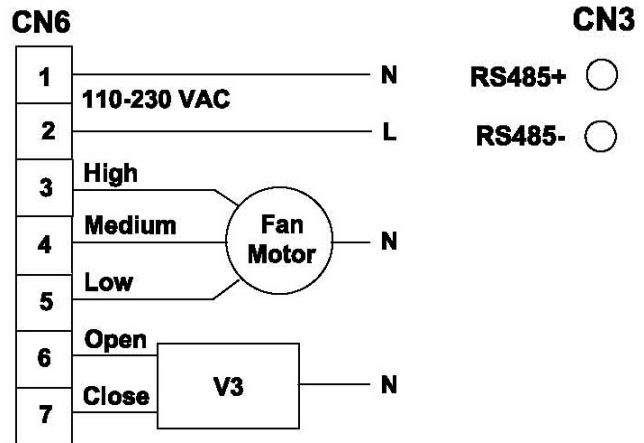 CN6
CN3
1
N
RS485+
110-230 VAC
2
L
RS485-
3
High
4
Medium
Fan
Motor
N
5
Low
6
Open
V3
N
7
Close